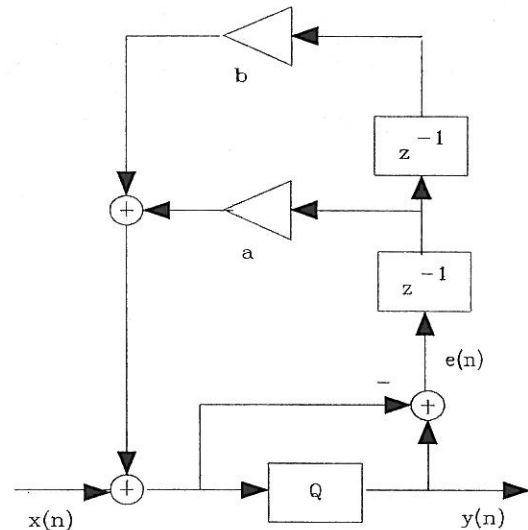 b
z⁻¹
+
a
z⁻¹
e(n)
−
+
+
Q
x(n)
y(n)